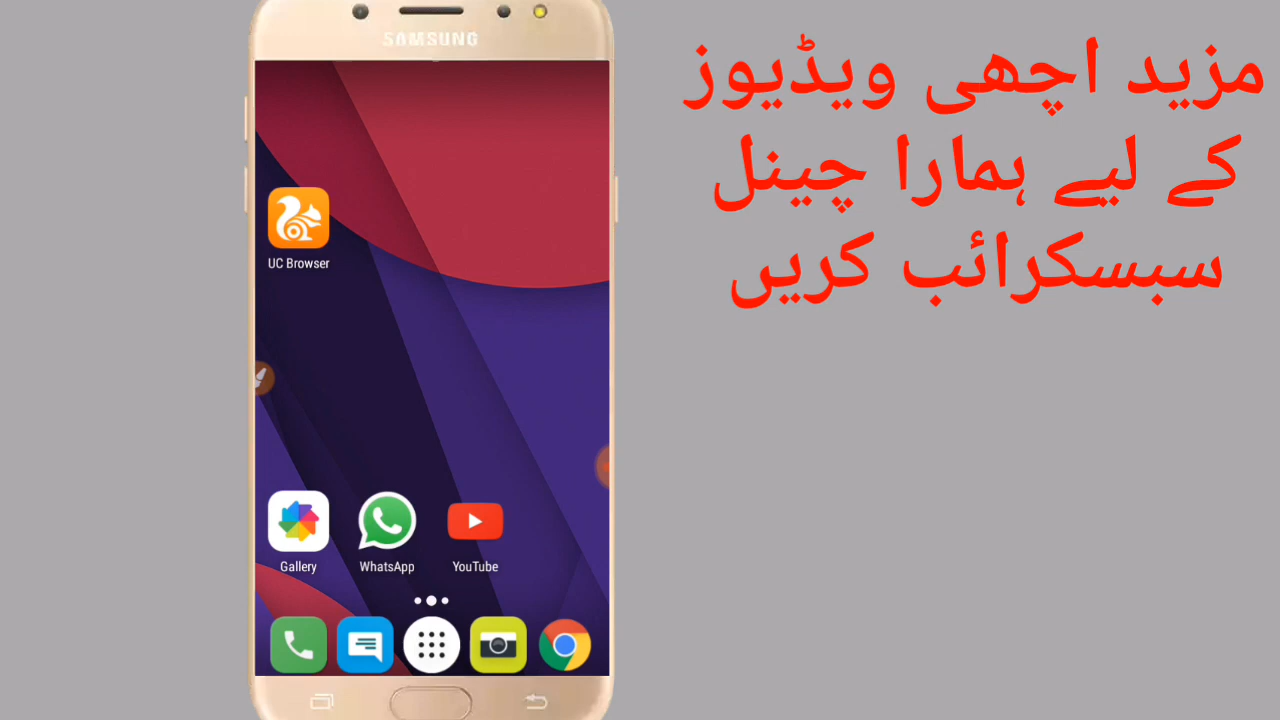 SAMSUNG
مزید اچھی ویڈیوز
کے لیے ہمارا چینل
سبسکرائب کریں
UC Browser
Gallery
WhatsApp
YouTube